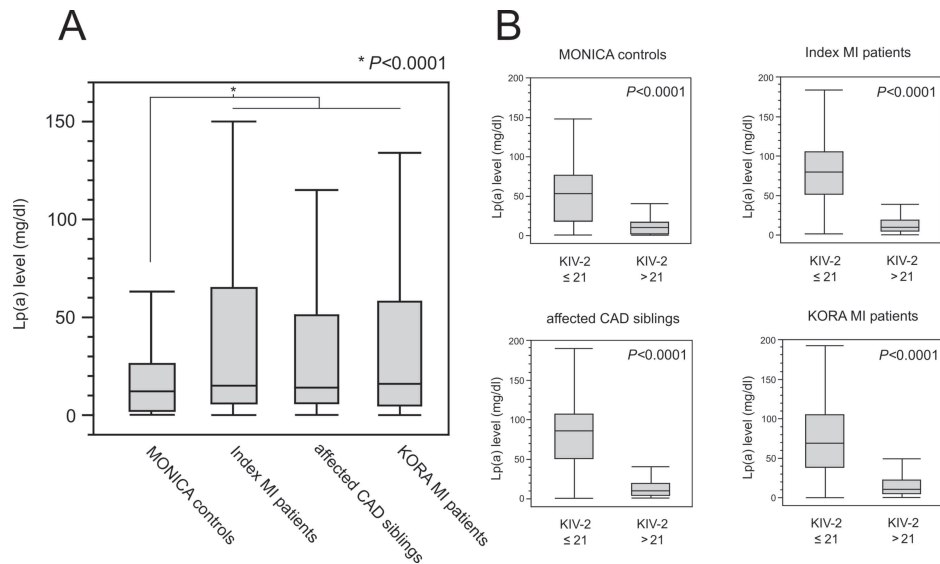 A
* P<0.0001
*
Lp(a) level (mg/dl)
150
100
50
0
MONICA controls
Index MI patients
affected CAD siblings
KORA MI patients
B
MONICA controls
P<0.0001
Lp(a) level (mg/dl)
200
150
100
50
0
KIV-2
≤ 21
KIV-2
> 21
Index MI patients
P<0.0001
Lp(a) level (mg/dl)
200
150
100
50
0
KIV-2
≤ 21
KIV-2
> 21
affected CAD siblings
P<0.0001
Lp(a) level (mg/dl)
200
150
100
50
0
KIV-2
≤ 21
KIV-2
> 21
KORA MI patients
P<0.0001
Lp(a) level (mg/dl)
200
150
100
50
0
KIV-2
≤ 21
KIV-2
> 21